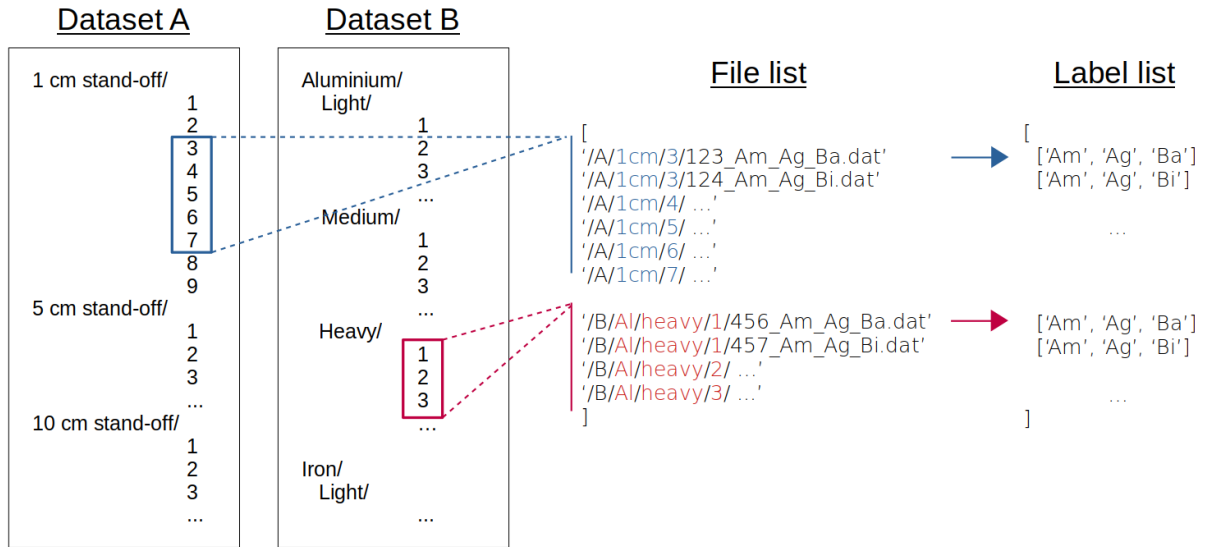 Dataset A
1 cm stand-off/
1
2
3
4
5
6
7
8
9
5 cm stand-off/
1
2
3
...
10 cm stand-off/
1
2
3
...
Dataset B
Aluminium/
Light/
1
2
3
...
Medium/
1
2
3
...
Heavy/
1
2
3
...
Iron/
Light/
...
File list
[
‘/A/1cm/3/123_Am_Ag_Ba.dat’
‘/A/1cm/3/124_Am_Ag_Bi.dat’
‘/A/1cm/4/ ...’
‘/A/1cm/5/ ...’
‘/A/1cm/6/ ...’
‘/A/1cm/7/ ...’
‘/B/Al/heavy/1/456_Am_Ag_Ba.dat’
‘/B/Al/heavy/1/457_Am_Ag_Bi.dat’
‘/B/Al/heavy/2/ ...’
‘/B/Al/heavy/3/ ...’
]
Label list
[
[‘Am’, ‘Ag’, ‘Ba’]
[‘Am’, ‘Ag’, ‘Bi’]
...
[‘Am’, ‘Ag’, ‘Ba’]
[‘Am’, ‘Ag’, ‘Bi’]
...
]